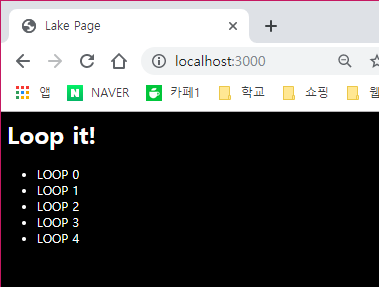 Lake Page
localhost:3000
앱 NAVER 카페1 학교 쇼핑
Loop it!
LOOP 0
LOOP 1
LOOP 2
LOOP 3
LOOP 4